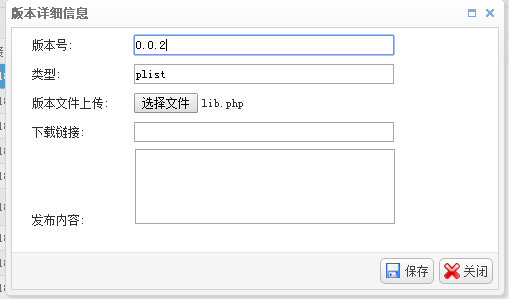 版本详细信息
版本号: 0.0.2
类型: plist
版本文件上传: 选择文件 lib.php
下载链接:
发布内容:
保存 关闭